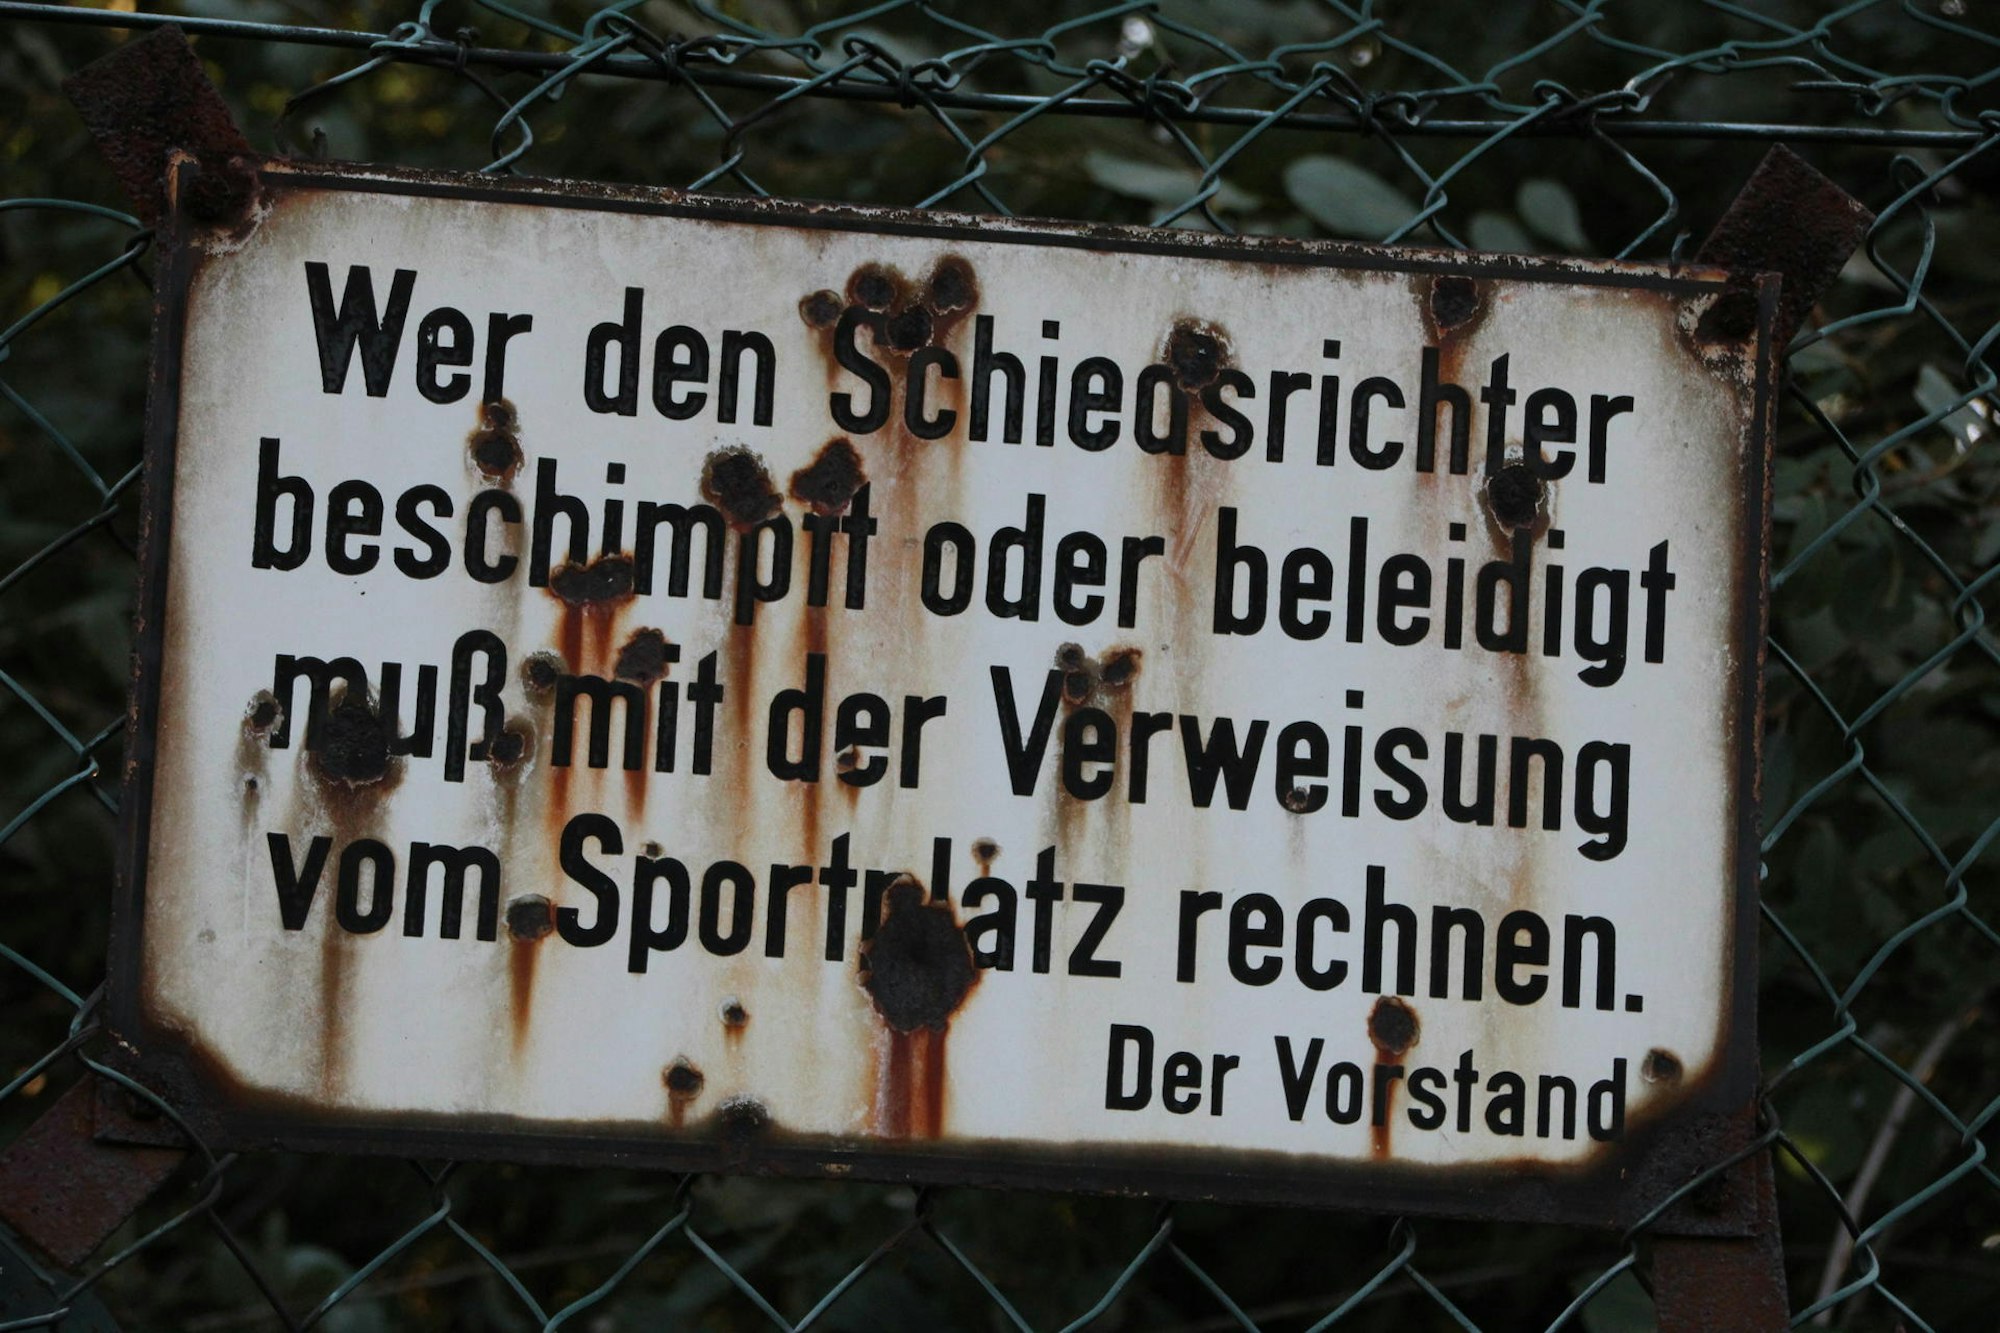 Wer den Schiedsrichter
beschimpft oder beleidigt
muß mit der Verweisung
vom Sportplatz rechnen.
Der Vorstand